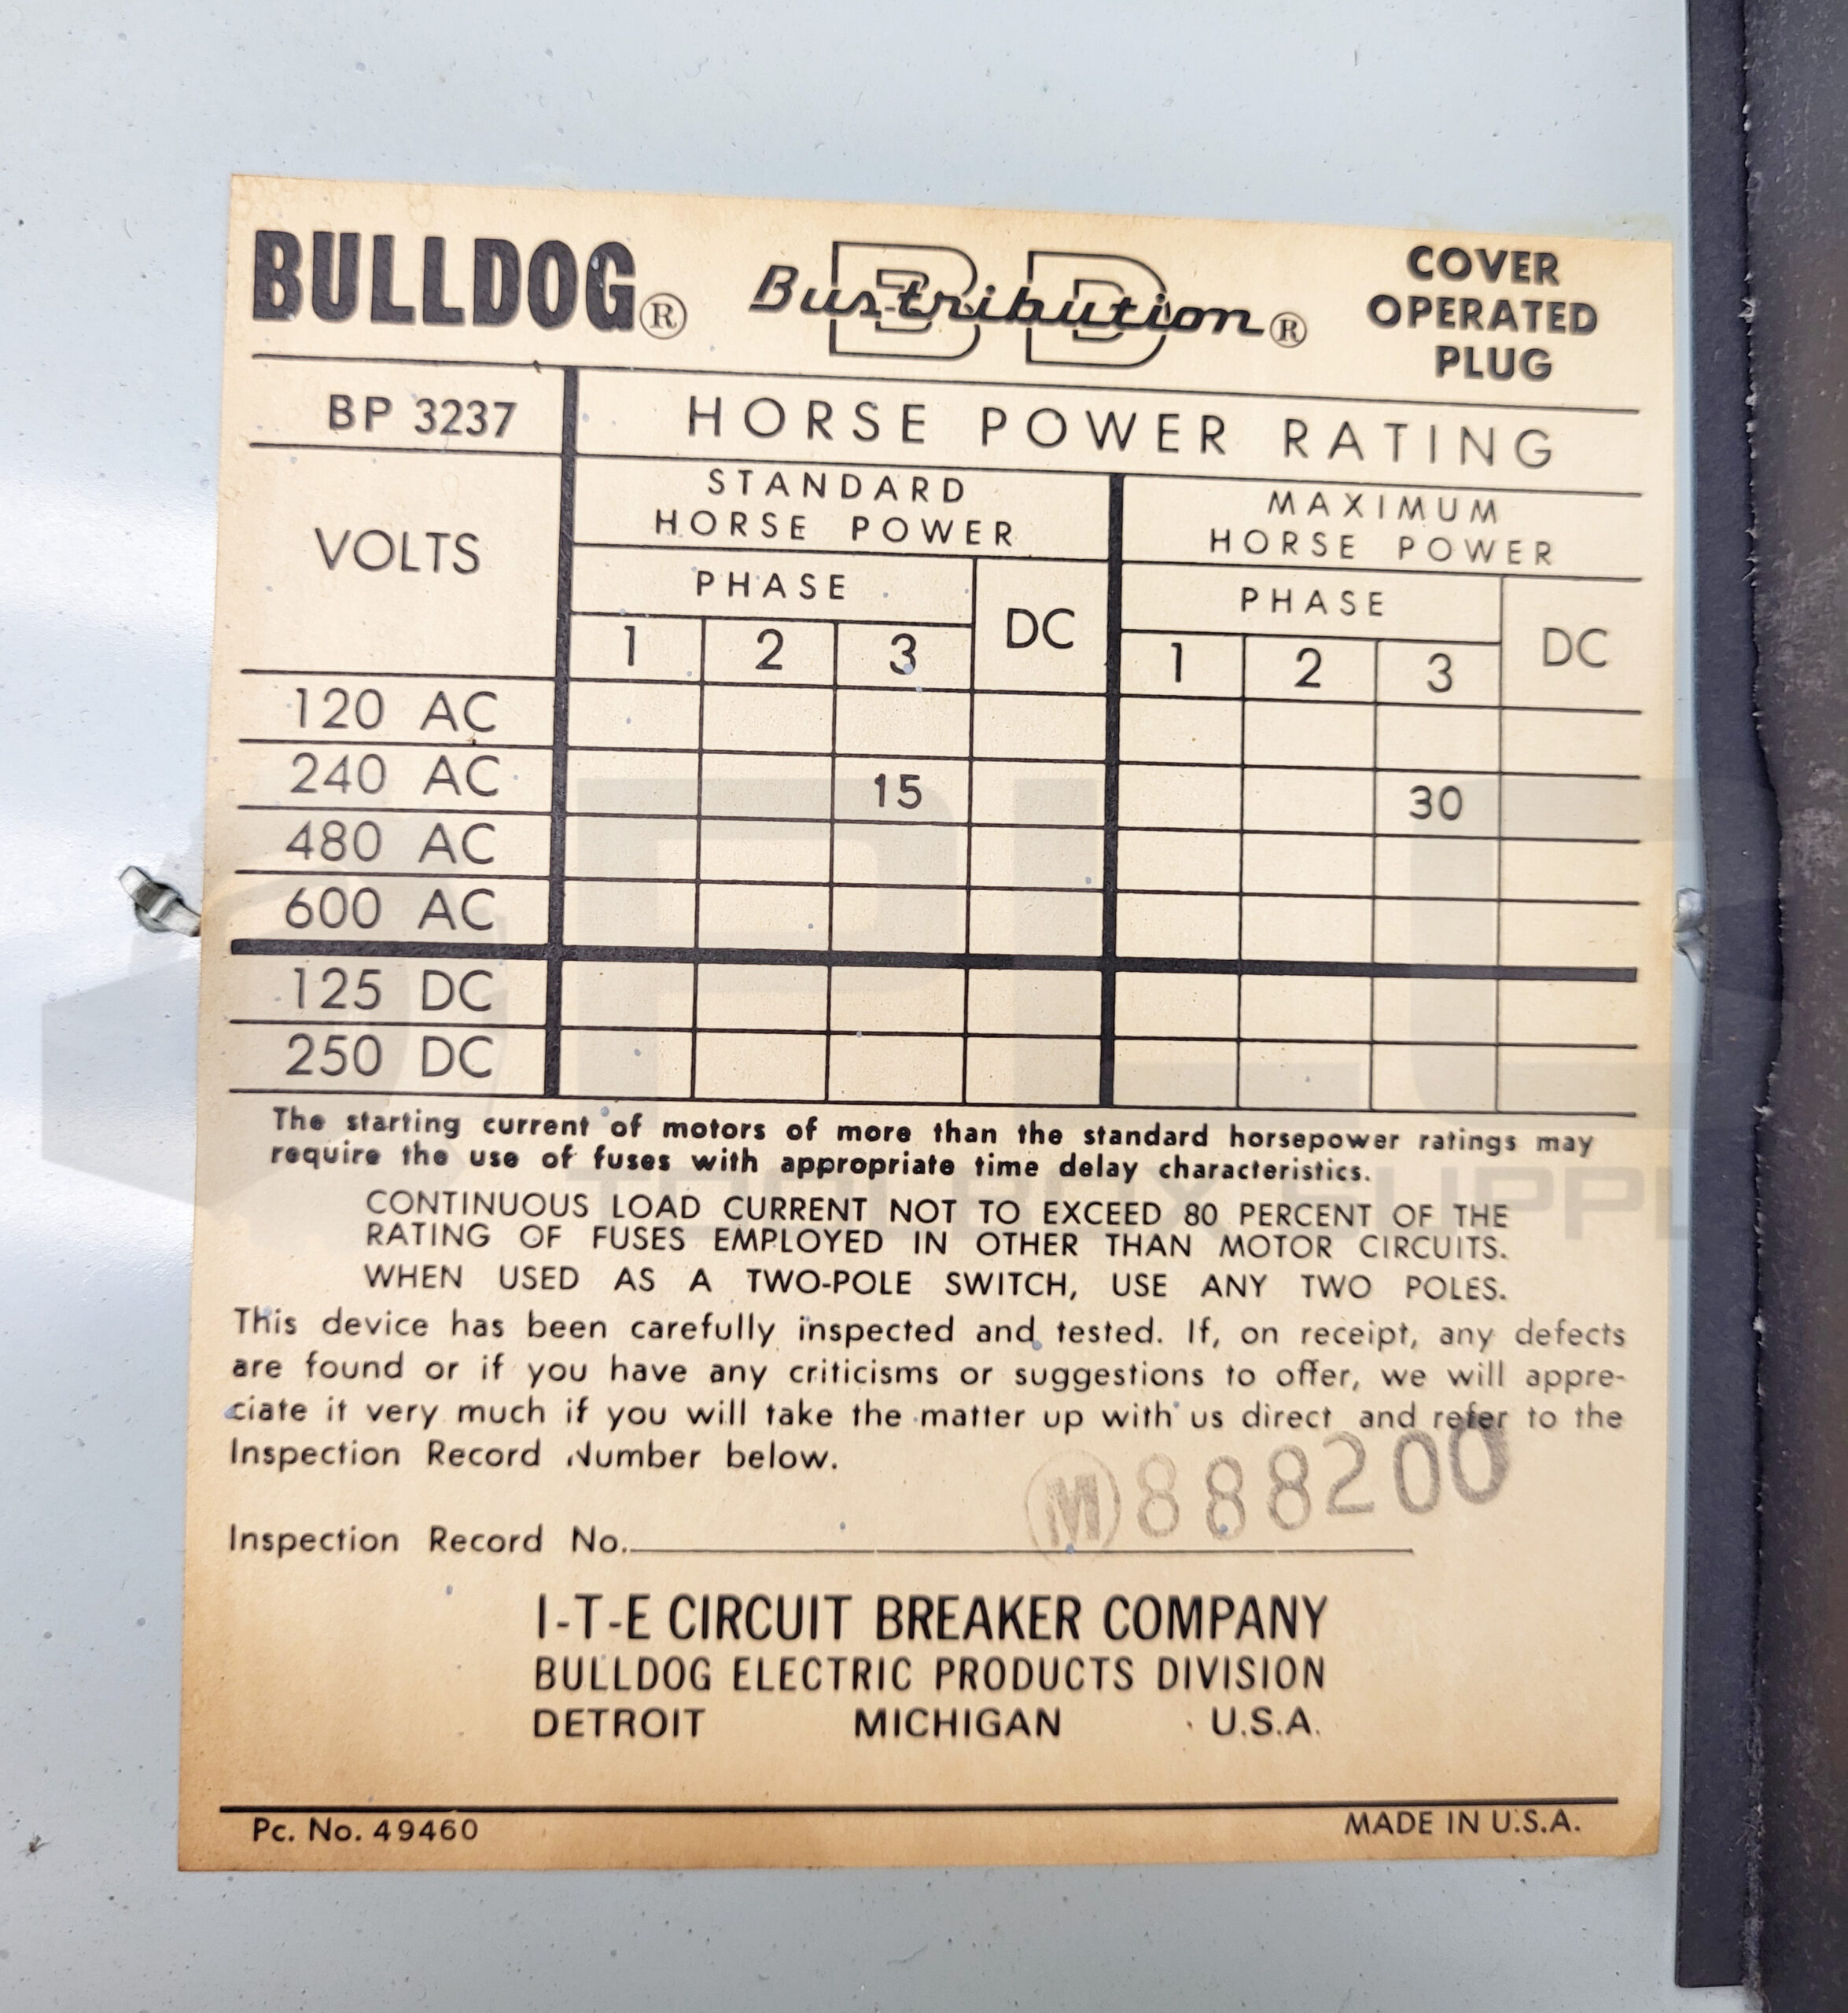 BULLDOG® BD Bustribution® COVER
OPERATED
PLUG
BP 3237 HORSE POWER RATING
VOLTS STANDARD
HORSE POWER MAXIMUM
HORSE POWER
PHASE DC PHASE DC
1 2 3 1 2 3
120 AC
240 AC 15 30
480 AC
600 AC
125 DC
250 DC
The starting current of motors of more than the standard horsepower ratings may
require the use of fuses with appropriate time delay characteristics.
CONTINUOUS LOAD CURRENT NOT TO EXCEED 80 PERCENT OF THE
RATING OF FUSES EMPLOYED IN OTHER THAN MOTOR CIRCUITS.
WHEN USED AS A TWO-POLE SWITCH, USE ANY TWO POLES.
This device has been carefully inspected and tested. If, on receipt, any defects
are found or if you have any criticisms or suggestions to offer, we will appre-
ciate it very much if you will take the matter up with us direct and refer to the
Inspection Record Number below.
Inspection Record No. M 888200
I-T-E CIRCUIT BREAKER COMPANY
BULLDOG ELECTRIC PRODUCTS DIVISION
DETROIT MICHIGAN U.S.A.
Pc. No. 49460 MADE IN U.S.A.